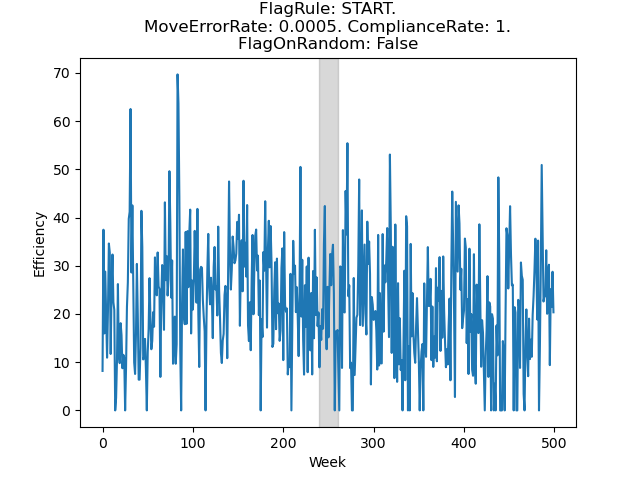 FlagRule: START.
MoveErrorRate: 0.0005. ComplianceRate: 1.
FlagOnRandom: False
70
60
50
40
30
20
10
0
Efficiency
0 100 200 300 400 500
Week